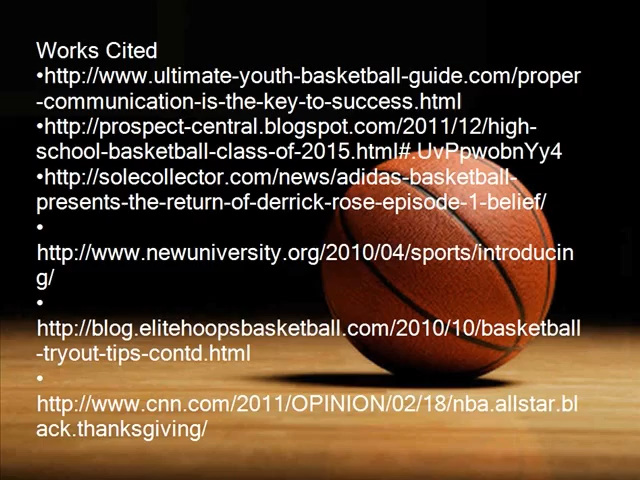 Works Cited
•http://www.ultimate-youth-basketball-guide.com/proper
-communication-is-the-key-to-success.html
•http://prospect-central.blogspot.com/2011/12/high-
school-basketball-class-of-2015.html#.UvPpwobnYy4
•http://solecollector.com/news/adidas-basketball-
presents-the-return-of-derrick-rose-episode-1-belief/
•
http://www.newuniversity.org/2010/04/sports/introducin
g/
•
http://blog.elitehoopsbasketball.com/2010/10/basketball
-tryout-tips-contd.html
•
http://www.cnn.com/2011/OPINION/02/18/nba.allstar.bl
ack.thanksgiving/